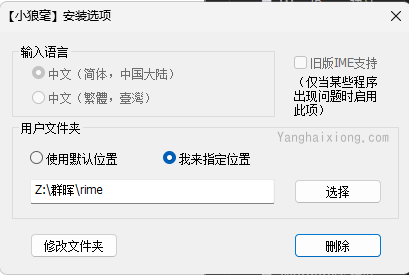 【小狼毫】安装选项
输入语言
中文（简体，中国大陆）
中文（繁體，臺灣）
旧版IME支持
（仅当某些程序
出现问题时启用
此项）
用户文件夹
Yanghaixiong.com
使用默认位置
我来指定位置
Z:\群晖\rime
选择
修改文件夹
删除